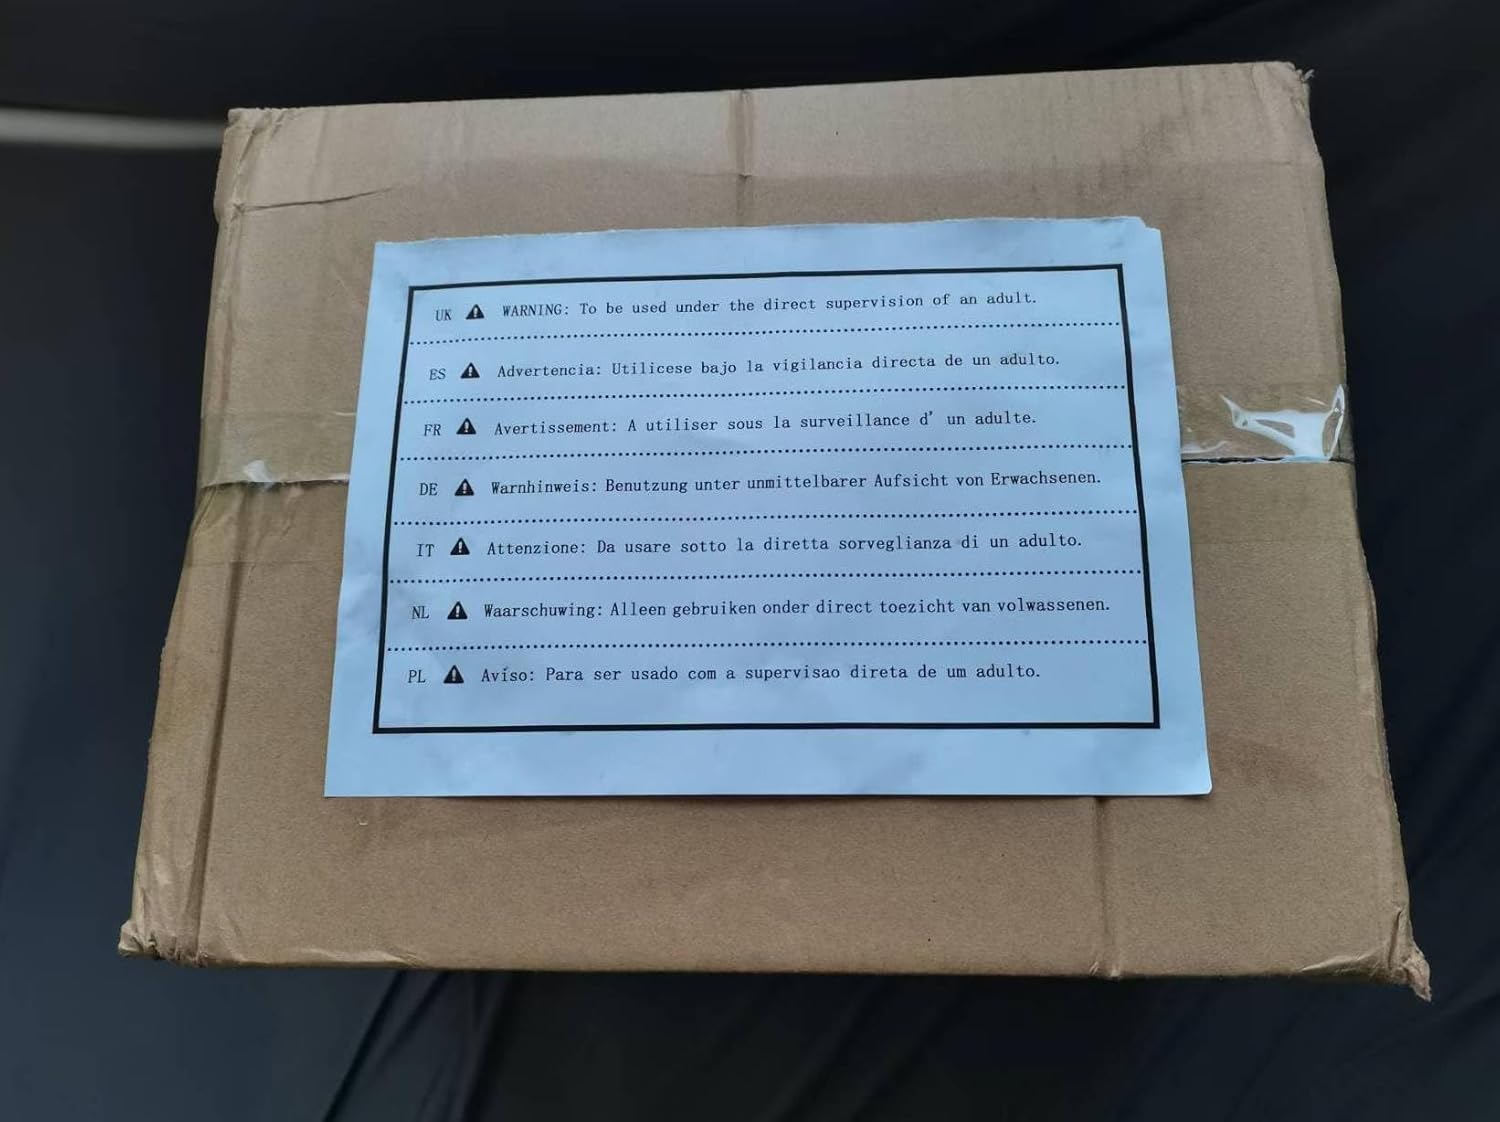 UK ⚠ WARNING: To be used under the direct supervision of an adult.
ES ⚠ Advertencia: Utilicese bajo la vigilancia directa de un adulto.
FR ⚠ Avertissement: A utiliser sous la surveillance d' un adulte.
DE ⚠ Warnhinweis: Benutzung unter unmittelbarer Aufsicht von Erwachsenen.
IT ⚠ Attenzione: Da usare sotto la diretta sorveglianza di un adulto.
NL ⚠ Waarschuwing: Alleen gebruiken onder direct toezicht van volwassenen.
PL ⚠ Avíso: Para ser usado com a supervisao direta de um adulto.